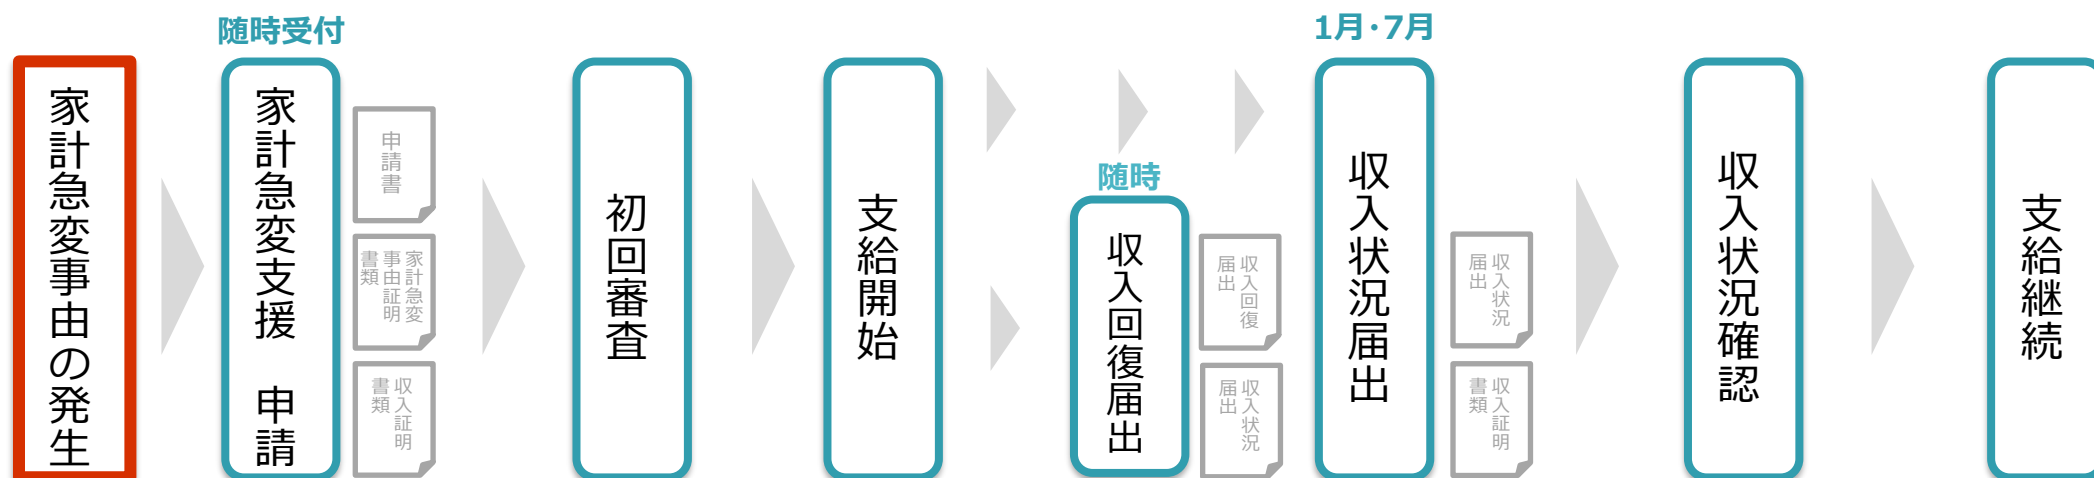 家計急変事由の発生
随時受付
家計急変支援　申請
申請書
家計急変
事由証明
書類
収入証明
書類
初回審査
支給開始
随時
収入回復届出
収入回復
届出
収入状況
届出
1月・7月
収入状況届出
収入状況
届出
収入証明
書類
収入状況確認
支給継続